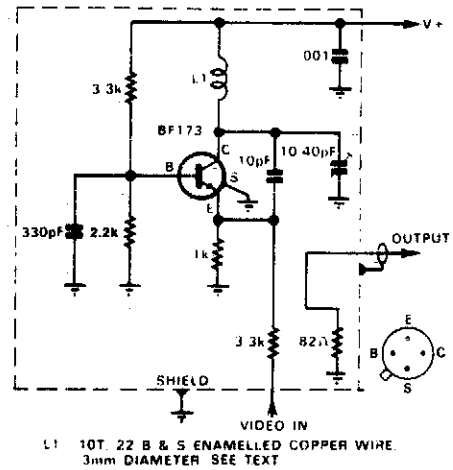 V+
001
L1
3.3k
BF173
C
B
S
E
10pF
10 40pF
330pF
2.2k
1k
OUTPUT
3.3k
82Ω
E
B
C
S
SHIELD
VIDEO IN
L1 10T. 22 B & S ENAMELLED COPPER WIRE.
3mm DIAMETER SEE TEXT